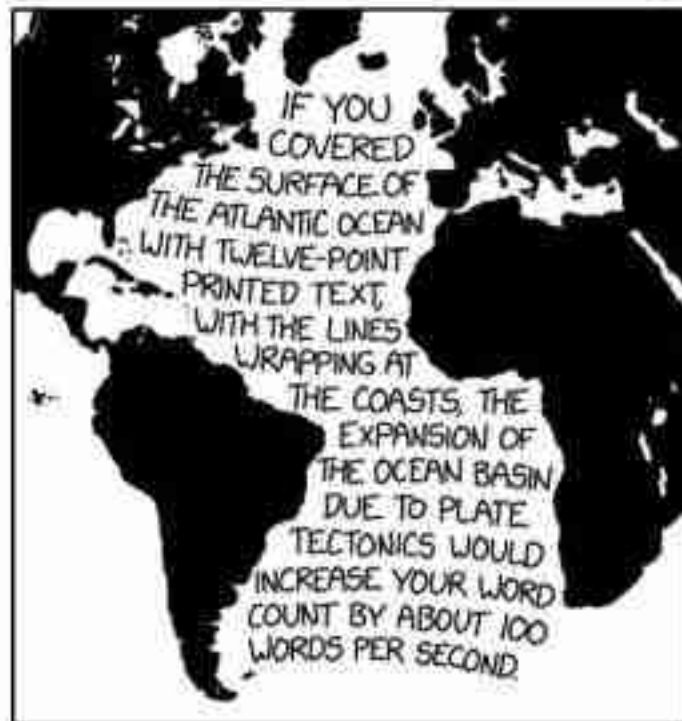 IF YOU
COVERED
THE SURFACE OF
THE ATLANTIC OCEAN
WITH TWELVE-POINT
PRINTED TEXT,
WITH THE LINES
WRAPPING AT
THE COASTS, THE
EXPANSION OF
THE OCEAN BASIN
DUE TO PLATE
TECTONICS WOULD
INCREASE YOUR WORD
COUNT BY ABOUT 100
WORDS PER SECOND.